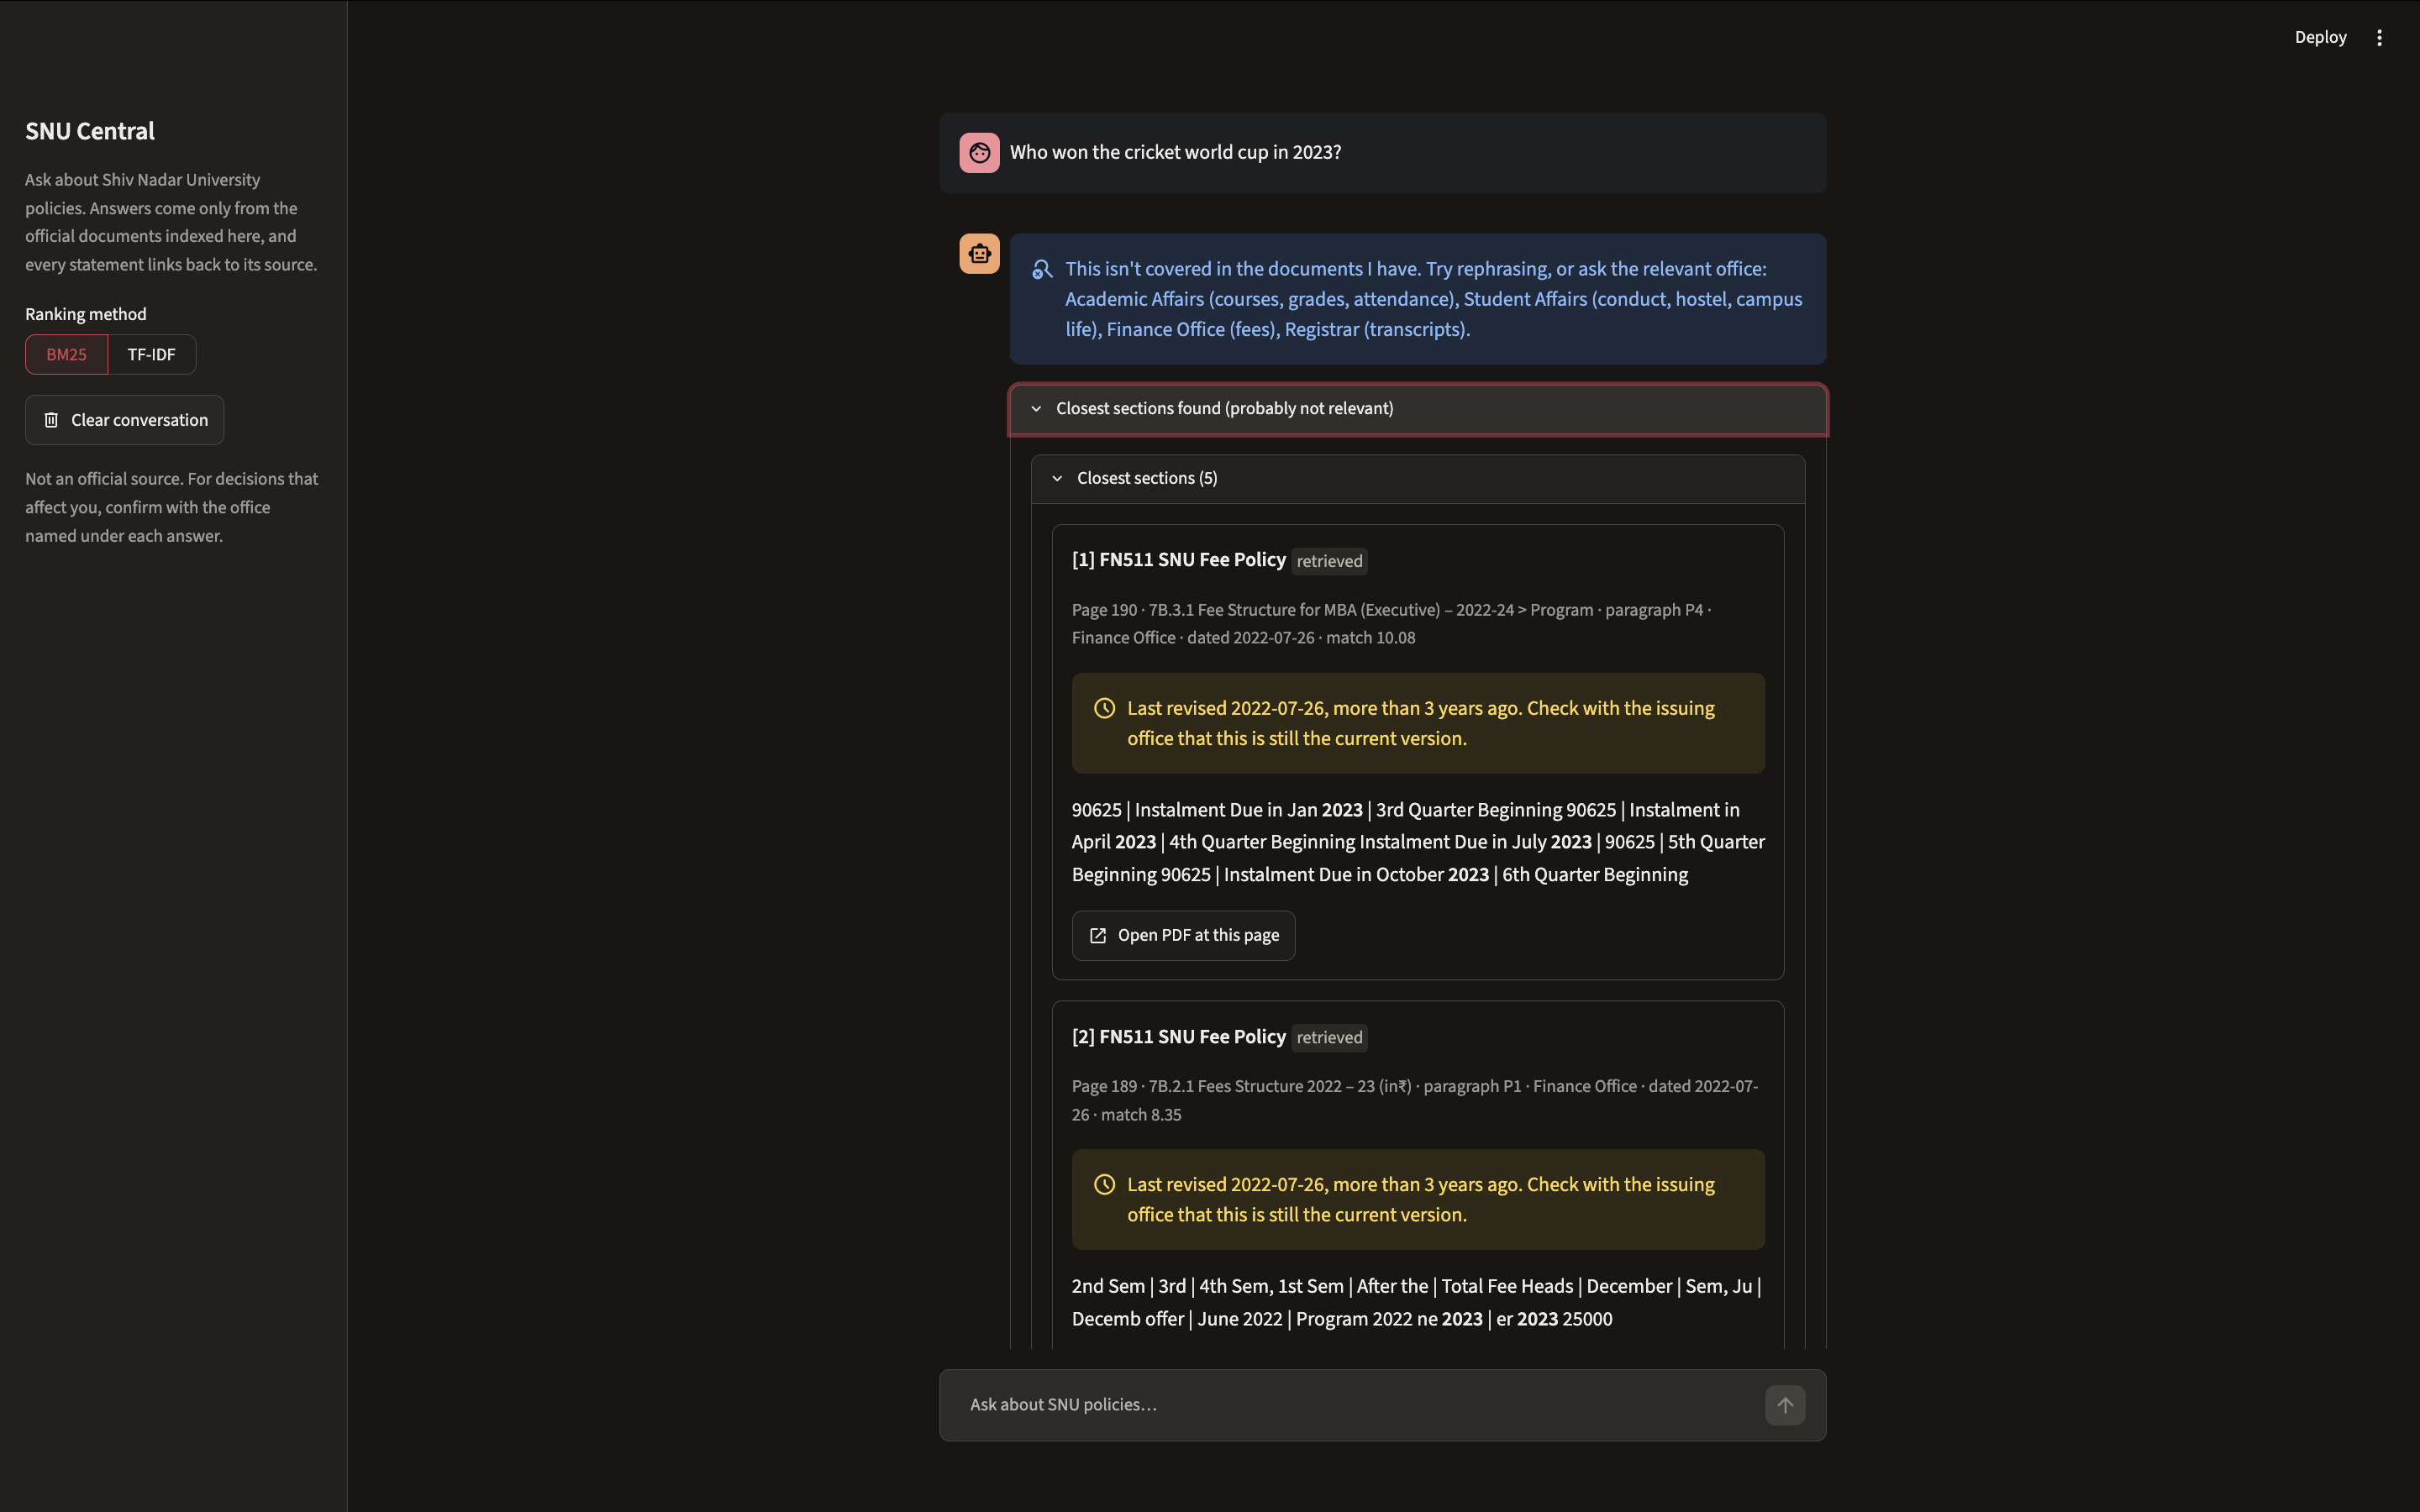 Deploy
SNU Central
Ask about Shiv Nadar University
policies. Answers come only from the
official documents indexed here, and
every statement links back to its source.
Ranking method
BM25
TF-IDF
Clear conversation
Not an official source. For decisions that
affect you, confirm with the office
named under each answer.
Who won the cricket world cup in 2023?
This isn't covered in the documents I have. Try rephrasing, or ask the relevant office:
Academic Affairs (courses, grades, attendance), Student Affairs (conduct, hostel, campus
life), Finance Office (fees), Registrar (transcripts).
Closest sections found (probably not relevant)
Closest sections (5)
[1] FN511 SNU Fee Policy retrieved
Page 190 · 7B.3.1 Fee Structure for MBA (Executive) – 2022-24 > Program · paragraph P4 ·
Finance Office · dated 2022-07-26 · match 10.08
Last revised 2022-07-26, more than 3 years ago. Check with the issuing
office that this is still the current version.
90625 | Instalment Due in Jan 2023 | 3rd Quarter Beginning 90625 | Instalment in
April 2023 | 4th Quarter Beginning Instalment Due in July 2023 | 90625 | 5th Quarter
Beginning 90625 | Instalment Due in October 2023 | 6th Quarter Beginning
Open PDF at this page
[2] FN511 SNU Fee Policy retrieved
Page 189 · 7B.2.1 Fees Structure 2022 – 23 (in₹) · paragraph P1 · Finance Office · dated 2022-07-
26 · match 8.35
Last revised 2022-07-26, more than 3 years ago. Check with the issuing
office that this is still the current version.
2nd Sem | 3rd | 4th Sem, 1st Sem | After the | Total Fee Heads | December | Sem, Ju |
Decemb offer | June 2022 | Program 2022 ne 2023 | er 2023 25000
Ask about SNU policies…